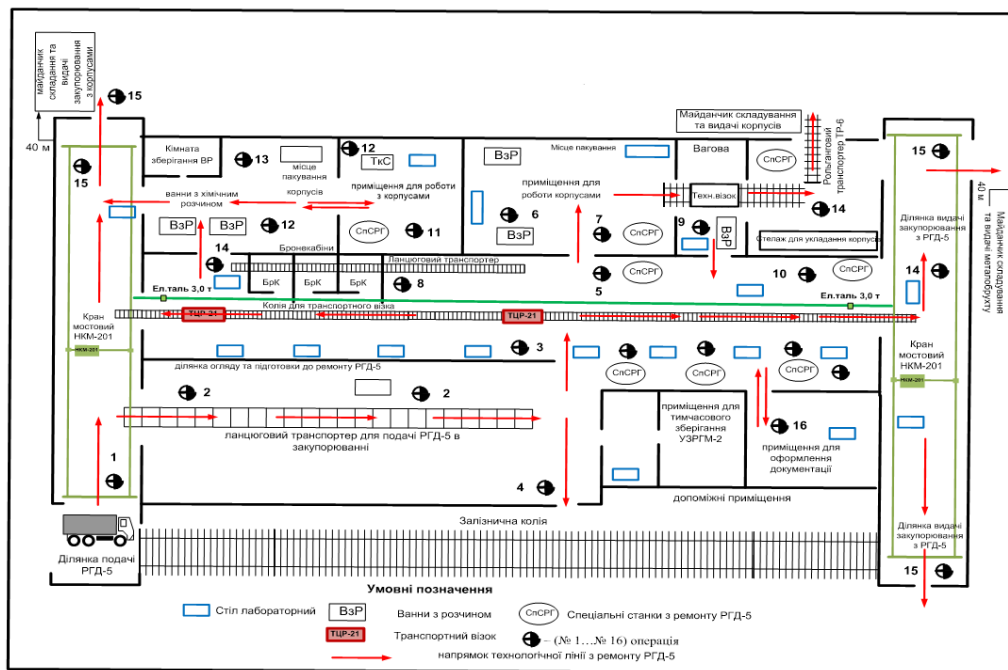 майданчик
складання та
видачі
закупорювання
з корпусами
15
40 м
15
Кімната
зберігання ВР
13
місце
пакування
корпусів
12
ТкС
приміщення для роботи
з корпусами
ванни з хімічним
розчином
ВзР
ВзР
12
СпСРГ
11
14
Бронекабіни
Ланцюговий транспортер
БрК
БрК
БрК
8
ВзР
6
ВзР
Місце пакування
приміщення для
роботи корпусами
7
СпСРГ
5
СпСРГ
Майданчик складування
та видачі корпусів
Вагова
СпСРГ
Рольганговий
транспортер ТР-6
Техн.візок
14
9
ВзР
Стелаж для укладання корпусів
10
СпСРГ
15
40 м
Майданчик складування
та видачі металобрухту
Ділянка видачі
закупорювання
з РГД-5
14
Ел.таль 3,0 т
Ел.таль 3,0 т
Колія для транспортного візка
ТЦР-21
ТЦР-21
Кран
мостовий
НКМ-201
НКМ-201
Кран
мостовий
НКМ-201
НКМ-201
3
ділянка огляду та підготовки до ремонту РГД-5
2
2
ланцюговий транспортер для подачі РГД-5 в
закупорюванні
СпСРГ
СпСРГ
СпСРГ
приміщення для
тимчасового
зберігання
УЗРГМ-2
16
приміщення для
оформлення
документації
1
4
допоміжні приміщення
Залізнична колія
Ділянка подачі
РГД-5
Ділянка видачі
закупорювання
з РГД-5
15
Умовні позначення
Стіл лабораторний
ВзР
Ванни з розчином
СпСРГ
Спеціальні станки з ремонту РГД-5
ТЦР-21
Транспортний візок
– (№ 1…№ 16) операція
напрямок технологічної лінії з ремонту РГД-5